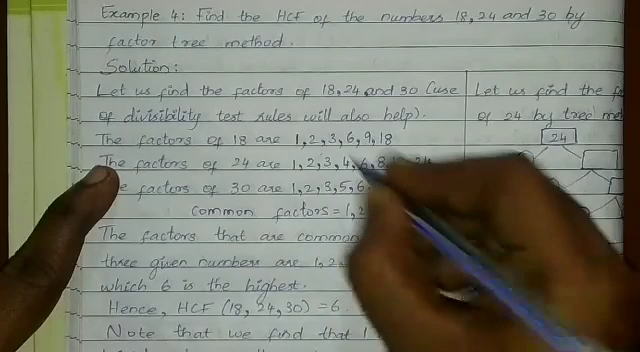 Example 4: Find the HCF of the numbers 18, 24 and 30 by
factor tree method.
Solution:
Let us find the factors of 18, 24 and 30 (use
of divisibility test rules will also help).
The factors of 18 are 1, 2, 3, 6, 9, 18
The factors of 24 are 1, 2, 3, 4, 6, 8, 24
factors of 30 are 1, 2, 3, 5, 6
Common factors = 1, 2
The factors that are common
three given numbers are 1, 2
which 6 is the highest.
Hence, HCF (18, 24, 30) = 6.
Note that we find that 1
Let us find the
of 24 by tree
24